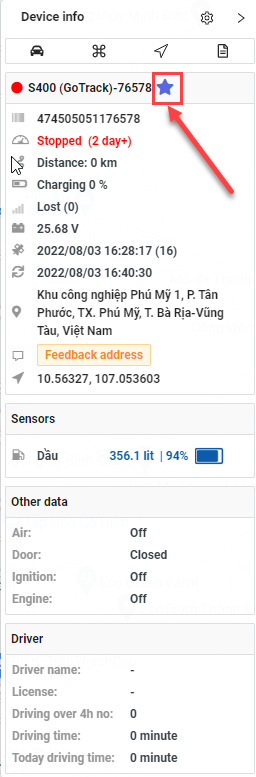 Device info
S400 (GoTrack)-76578
474505051176578
Stopped (2 day+)
Distance: 0 km
Charging 0 %
Lost (0)
25.68 V
2022/08/03 16:28:17 (16)
2022/08/03 16:40:30
Khu công nghiệp Phú Mỹ 1, P. Tân
Phước, TX. Phú Mỹ, T. Bà Rịa-Vũng
Tàu, Việt Nam
Feedback address
10.56327, 107.053603
Sensors
Dầu 356.1 lit | 94%
Other data
Air: Off
Door: Closed
Ignition: Off
Engine: Off
Driver
Driver name: -
License: -
Driving over 4h no: 0
Driving time: 0 minute
Today driving time: 0 minute